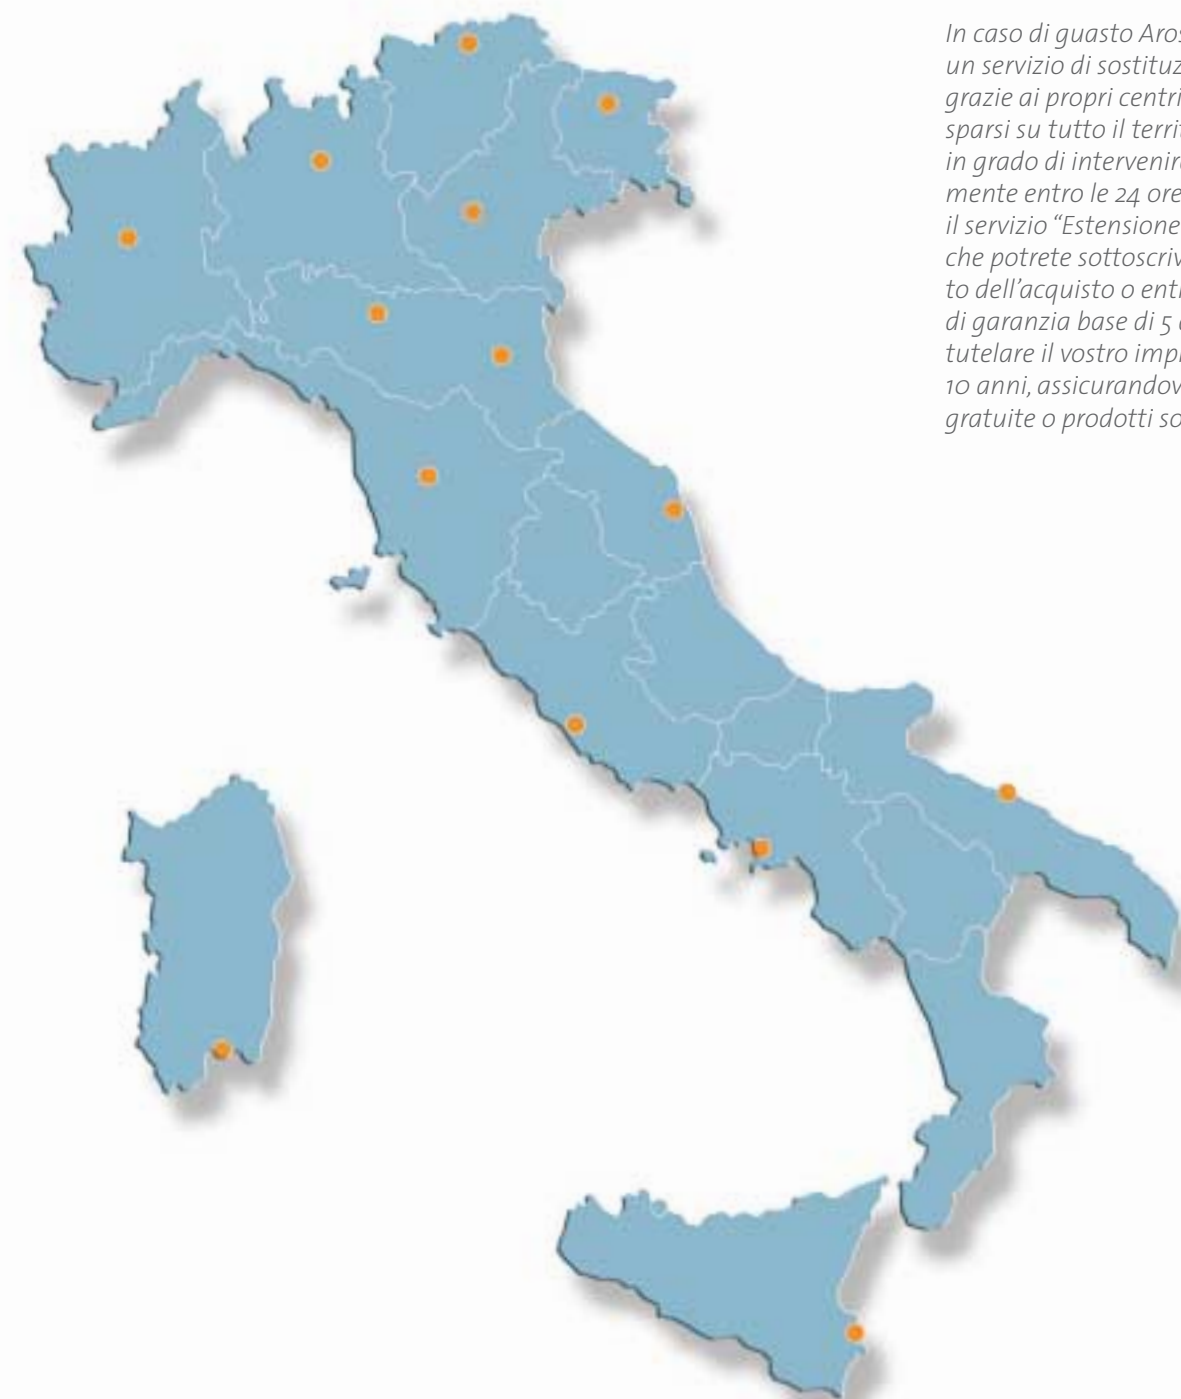 In caso di guasto Aros
un servizio di sostituz
grazie ai propri centri
sparsi su tutto il territ
in grado di intervenire
mente entro le 24 ore
il servizio “Estensione
che potrete sottoscriv
to dell’acquisto o entr
di garanzia base di 5 
tutelare il vostro impi
10 anni, assicurandov
gratuite o prodotti so